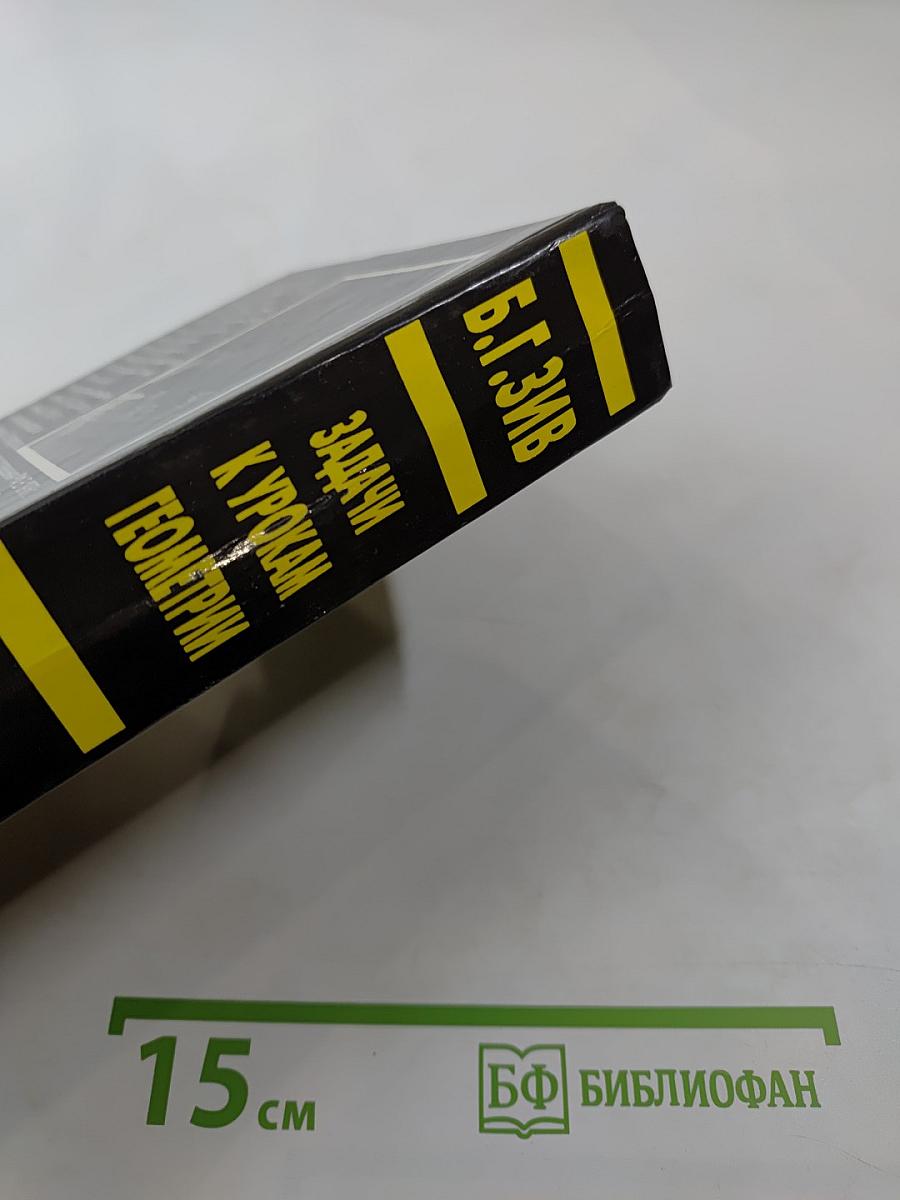 Б.Г.ЗИВ
ЗАДАЧИ
К УРОКАМ
ГЕОМЕТРИИ
15 см
БФ БИБЛИОФАН